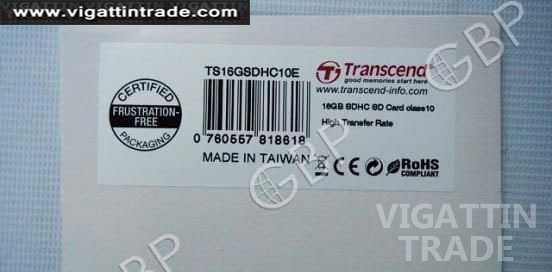 www.vigattintrade.com
CERTIFIED
FRUSTRATION-
FREE
PACKAGING
TS16GSDHC10E
0 760557 818618
MADE IN TAIWAN
Transcend
good memories start here
www.transcend-info.com
16GB SDHC SD Card class10
High Transfer Rate
CE FC
RoHS
COMPLIANT
GBP
GBP
GBP
GBP
VIGATTIN
TRADE